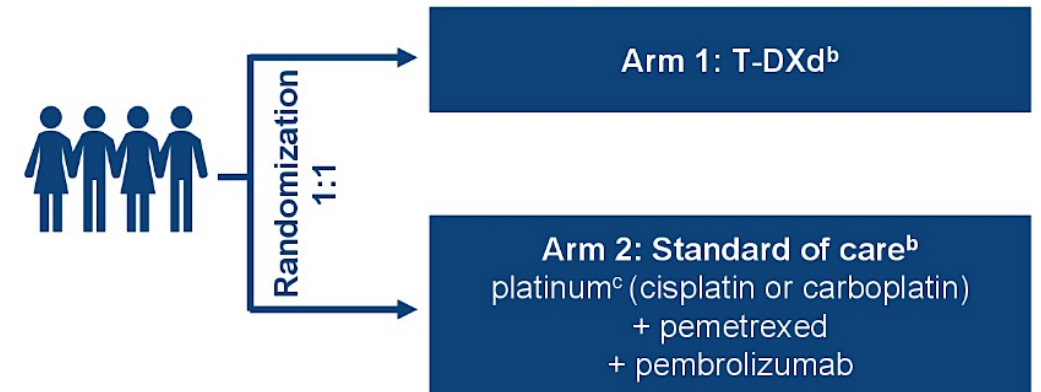 Randomization
1:1
Arm 1: T-DXdᵇ
Arm 2: Standard of careᵇ
platinumᶜ (cisplatin or carboplatin)
+ pemetrexed
+ pembrolizumab